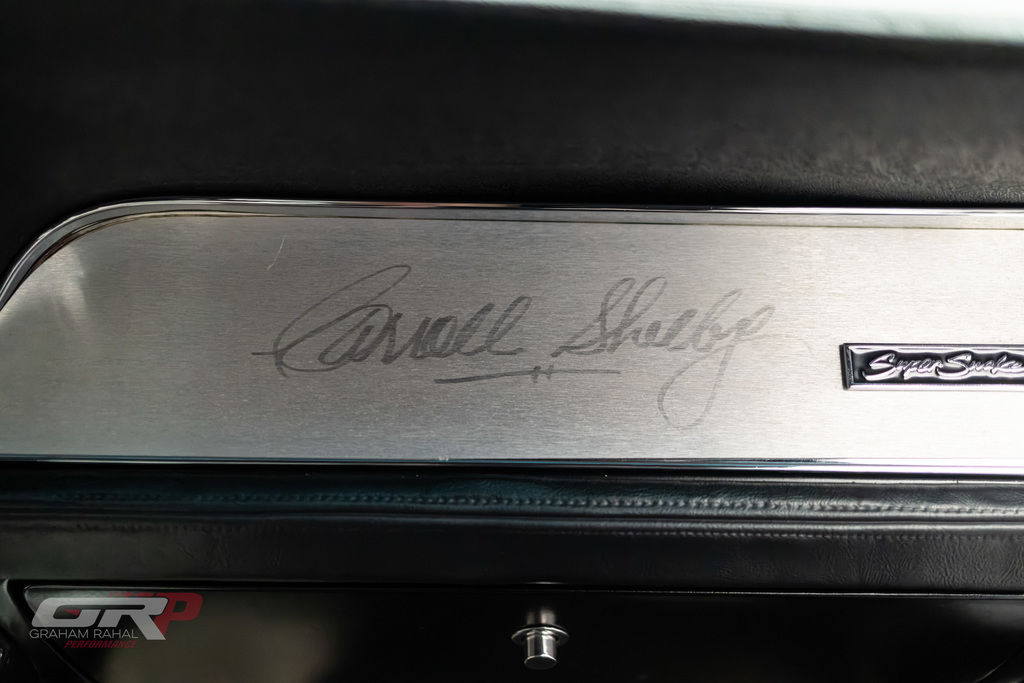 Carroll Shelby
Super Snake
GRP
GRAHAM RAHAL
PERFORMANCE